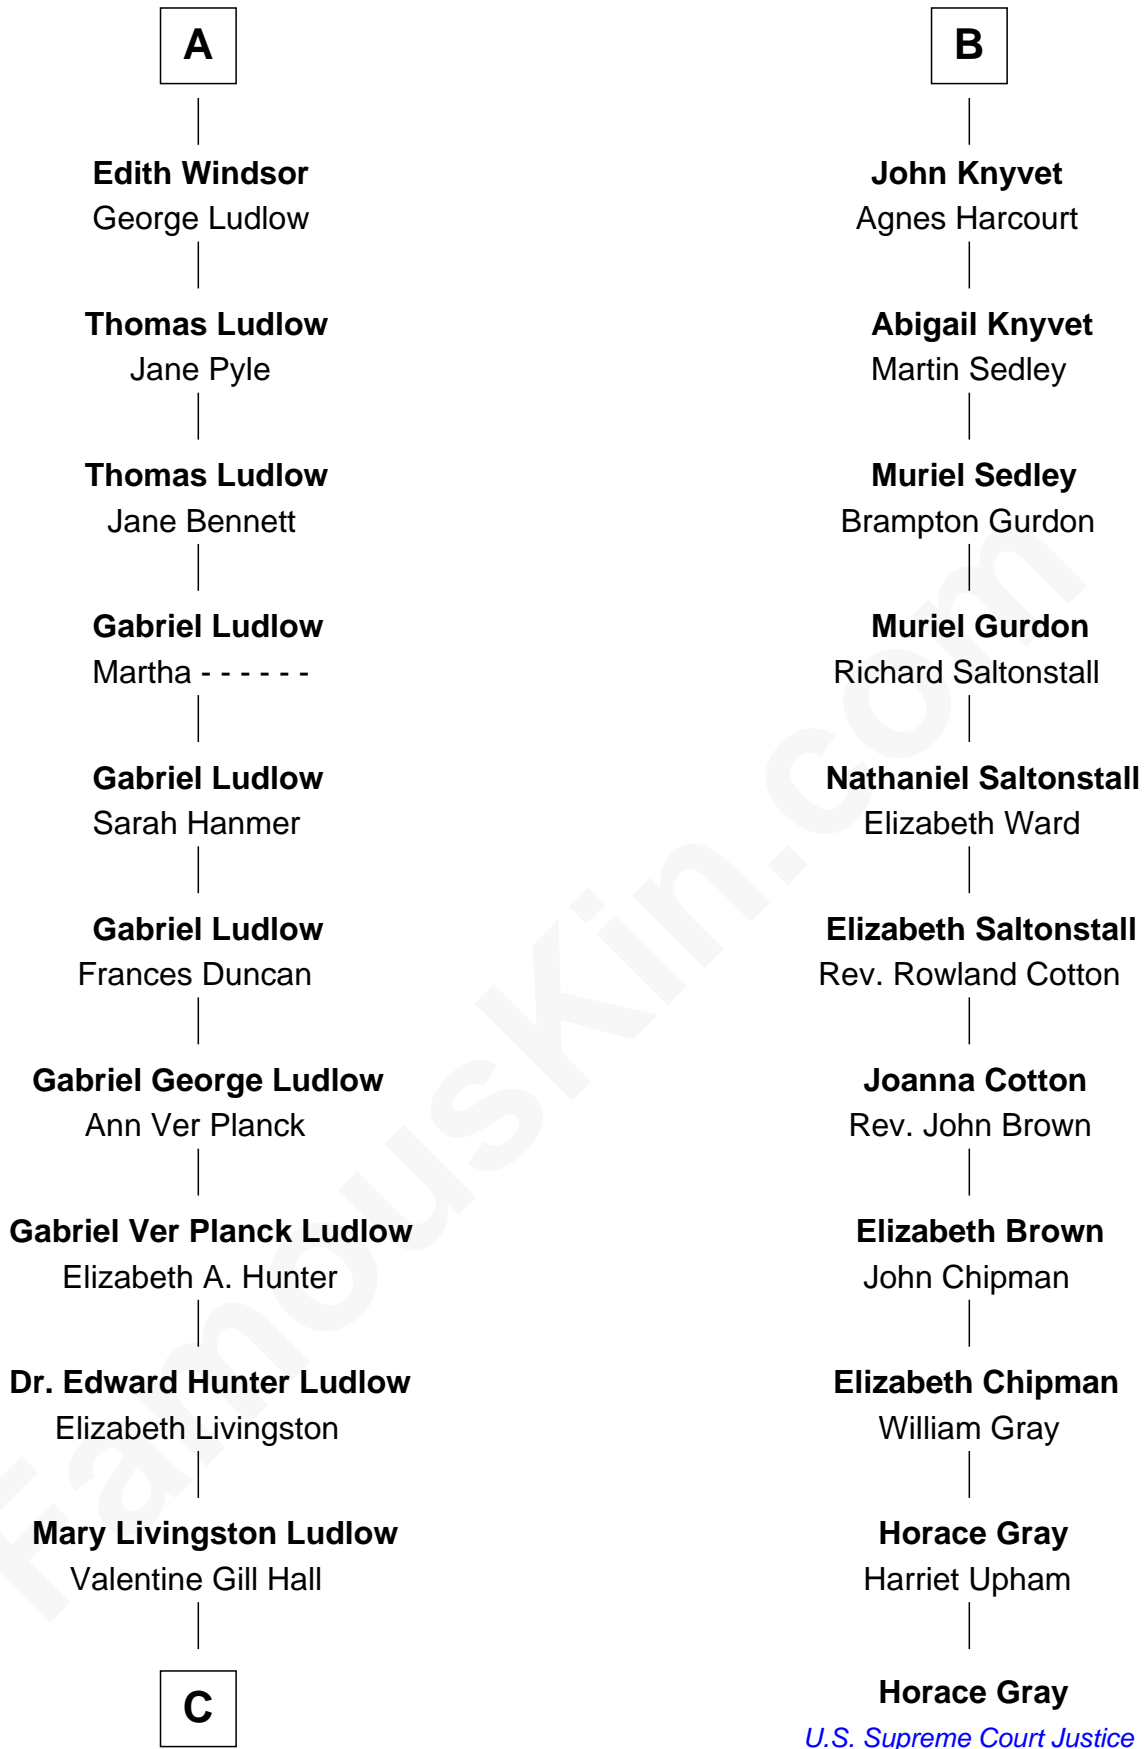 A
Edith Windsor
George Ludlow
Thomas Ludlow
Jane Pyle
Thomas Ludlow
Jane Bennett
Gabriel Ludlow
Martha - - - - - -
Gabriel Ludlow
Sarah Hanmer
Gabriel Ludlow
Frances Duncan
Gabriel George Ludlow
Ann Ver Planck
Gabriel Ver Planck Ludlow
Elizabeth A. Hunter
Dr. Edward Hunter Ludlow
Elizabeth Livingston
Mary Livingston Ludlow
Valentine Gill Hall
C
B
John Knyvet
Agnes Harcourt
Abigail Knyvet
Martin Sedley
Muriel Sedley
Brampton Gurdon
Muriel Gurdon
Richard Saltonstall
Nathaniel Saltonstall
Elizabeth Ward
Elizabeth Saltonstall
Rev. Rowland Cotton
Joanna Cotton
Rev. John Brown
Elizabeth Brown
John Chipman
Elizabeth Chipman
William Gray
Horace Gray
Harriet Upham
Horace Gray
U.S. Supreme Court Justice
FamousKin.com